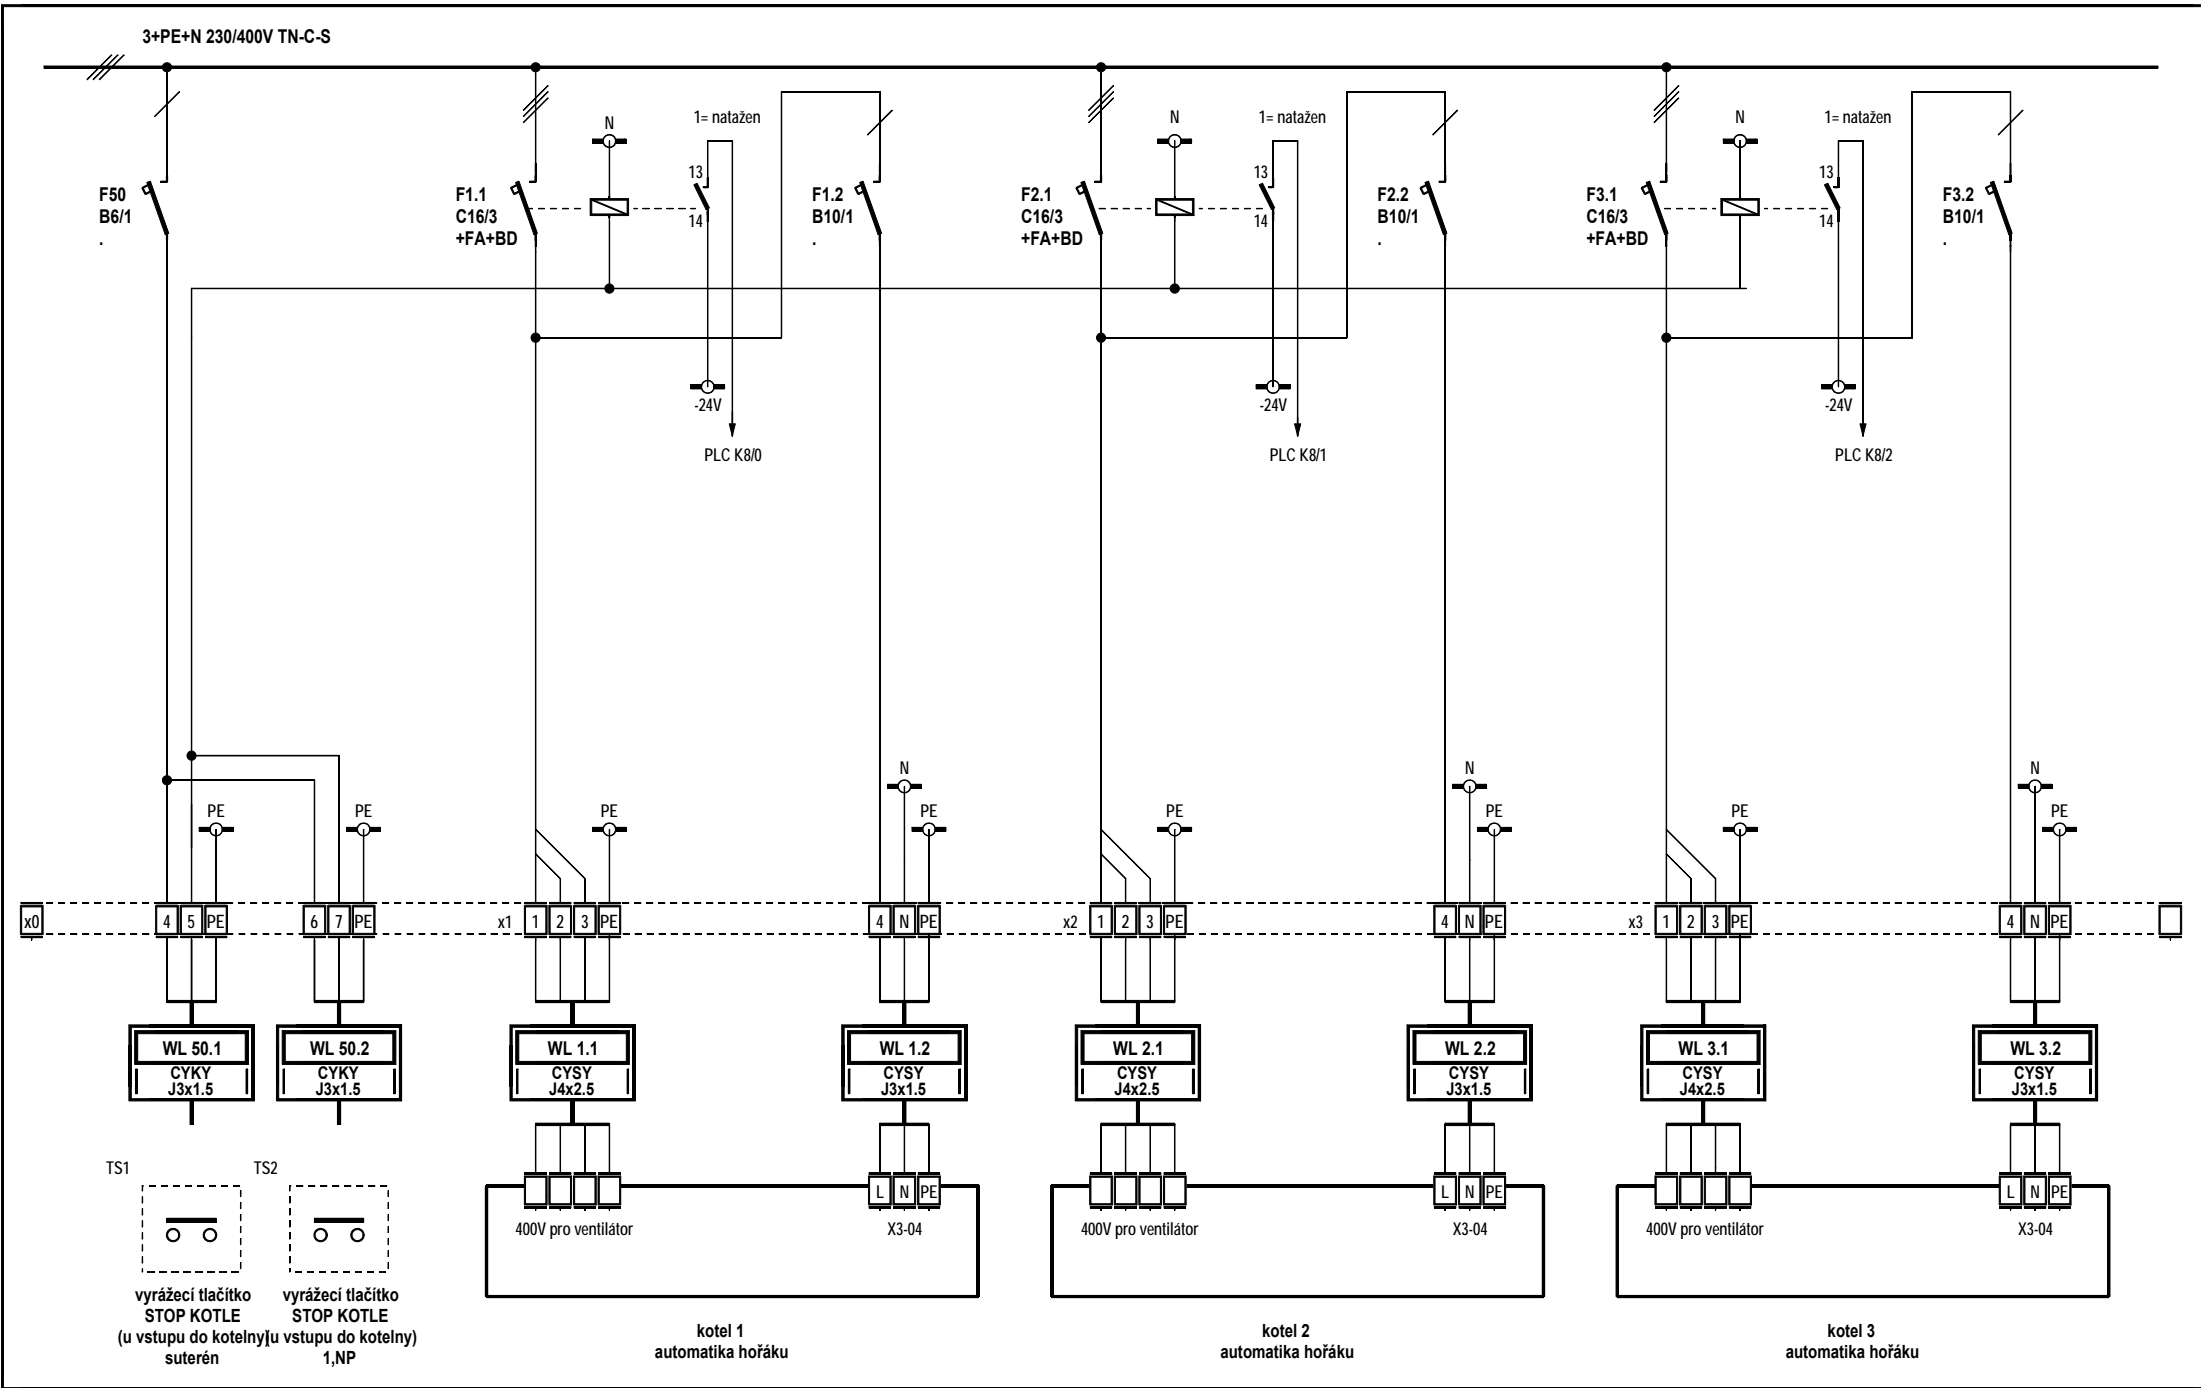 3+PE+N 230/400V TN-C-S
N
1= natažen
N
1= natažen
N
1= natažen
F50
B6/1
.
F1.1
C16/3
+FA+BD
13
14
F1.2
B10/1
.
F2.1
C16/3
+FA+BD
13
14
F2.2
B10/1
.
F3.1
C16/3
+FA+BD
13
14
F3.2
B10/1
.
-24V
-24V
-24V
PLC K8/0
PLC K8/1
PLC K8/2
N
N
N
PE
PE
PE
PE
PE
PE
PE
PE
x0
4 5 PE
6 7 PE
x1 1 2 3 PE
4 N PE
x2 1 2 3 PE
4 N PE
x3 1 2 3 PE
4 N PE
WL 50.1
CYKY
J3x1.5
WL 50.2
CYKY
J3x1.5
WL 1.1
CYSY
J4x2.5
WL 1.2
CYSY
J3x1.5
WL 2.1
CYSY
J4x2.5
WL 2.2
CYSY
J3x1.5
WL 3.1
CYSY
J4x2.5
WL 3.2
CYSY
J3x1.5
TS1
TS2
L N PE
L N PE
L N PE
400V pro ventilátor
X3-04
400V pro ventilátor
X3-04
400V pro ventilátor
X3-04
vyrážecí tlačítko
STOP KOTLE
(u vstupu do kotelny)
suterén
vyrážecí tlačítko
STOP KOTLE
(u vstupu do kotelny)
1,NP
kotel 1
automatika hořáku
kotel 2
automatika hořáku
kotel 3
automatika hořáku